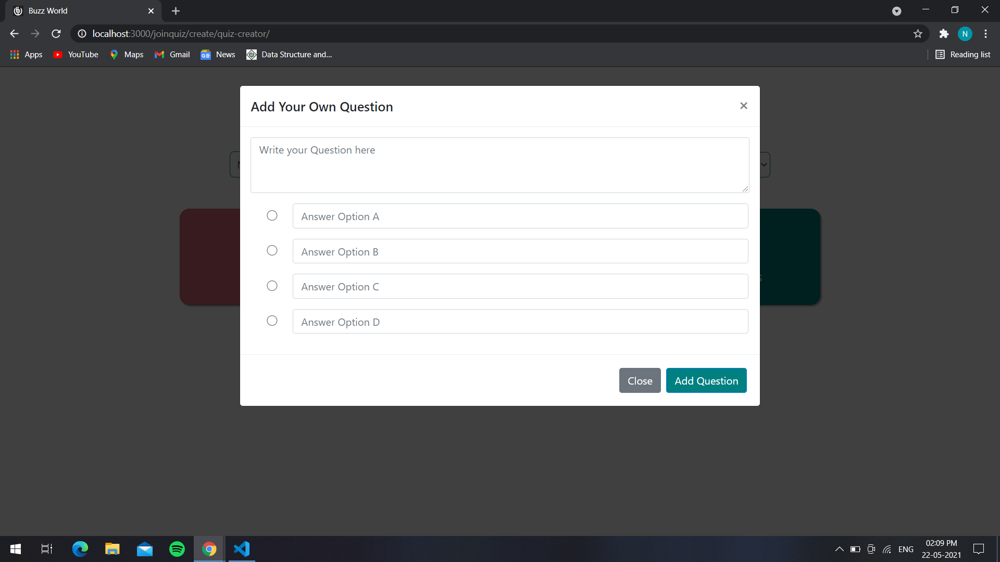 Buzz World
localhost:3000/joinquiz/create/quiz-creator/
N
Apps
YouTube
Maps
Gmail
News
Data Structure and...
Reading list
Add Your Own Question
Write your Question here
Answer Option A
Answer Option B
Answer Option C
Answer Option D
Close
Add Question
ENG
02:09 PM
22-05-2021